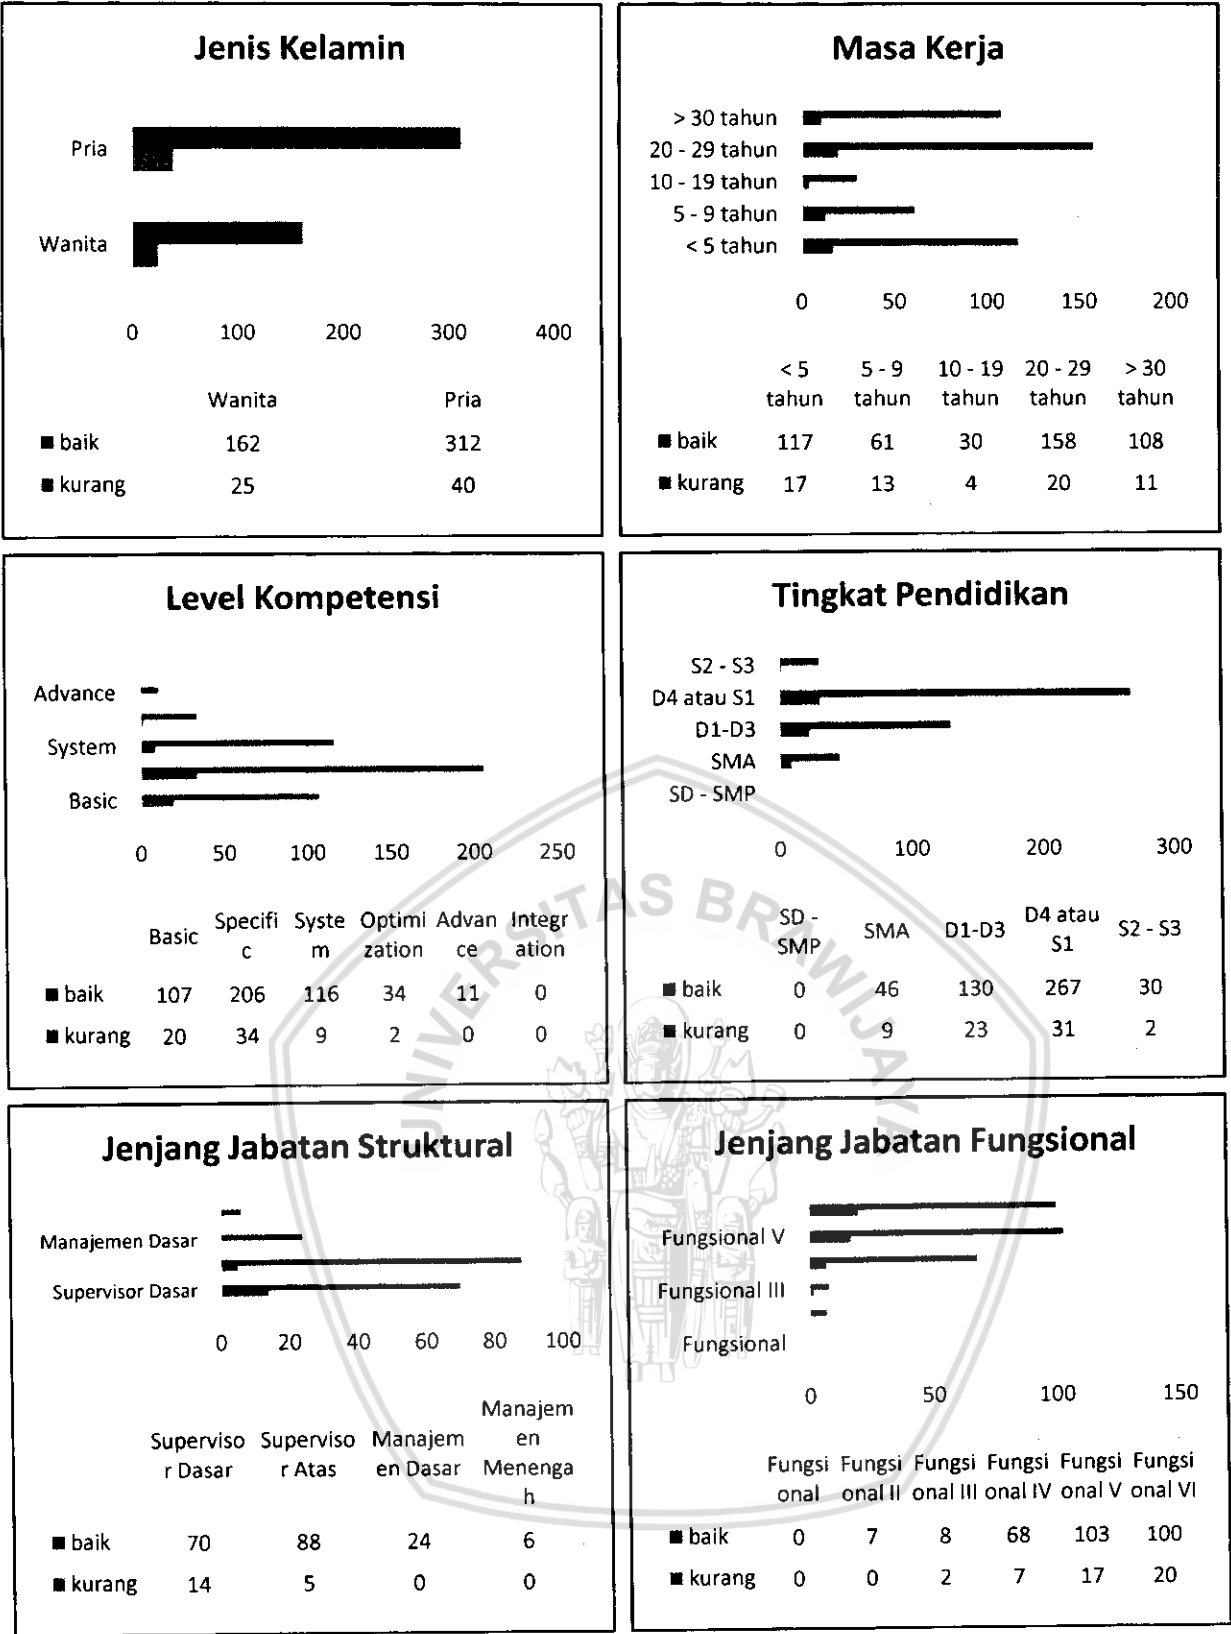 Jenis Kelamin
Pria
Wanita
0 100 200 300 400
Wanita Pria
baik 162 312
kurang 25 40
Masa Kerja
> 30 tahun
20 - 29 tahun
10 - 19 tahun
5 - 9 tahun
< 5 tahun
0 50 100 150 200
< 5 5 - 9 10 - 19 20 - 29 > 30
tahun tahun tahun tahun tahun
baik 117 61 30 158 108
kurang 17 13 4 20 11
Level Kompetensi
Advance
System
Basic
0 50 100 150 200 250
Basic Specifi Syste Optimi Advan Integr
c m zation ce ation
baik 107 206 116 34 11 0
kurang 20 34 9 2 0 0
Tingkat Pendidikan
S2 - S3
D4 atau S1
D1-D3
SMA
SD - SMP
0 100 200 300
SD - SMA D1-D3 D4 atau S2 - S3
SMP S1
baik 0 46 130 267 30
kurang 0 9 23 31 2
Jenjang Jabatan Struktural
Manajemen Dasar
Supervisor Dasar
0 20 40 60 80 100
Manajem
Superviso Superviso Manajem en
r Dasar r Atas en Dasar Menenga
h
baik 70 88 24 6
kurang 14 5 0 0
Jenjang Jabatan Fungsional
Fungsional V
Fungsional III
Fungsional
0 50 100 150
Fungsi Fungsi Fungsi Fungsi Fungsi Fungsi
onal onal II onal III onal IV onal V onal VI
baik 0 7 8 68 103 100
kurang 0 0 2 7 17 20
UNIVERSITAS BRAWIJAYA